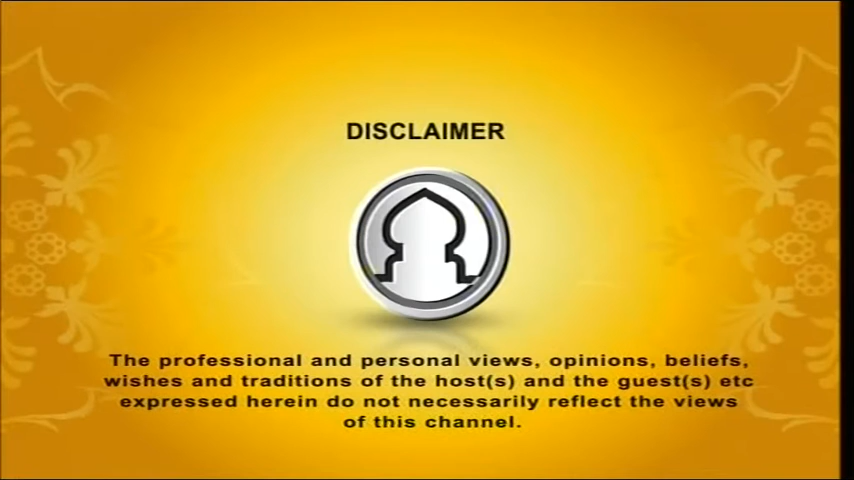 DISCLAIMER
The professional and personal views, opinions, beliefs,
wishes and traditions of the host(s) and the guest(s) etc
expressed herein do not necessarily reflect the views
of this channel.